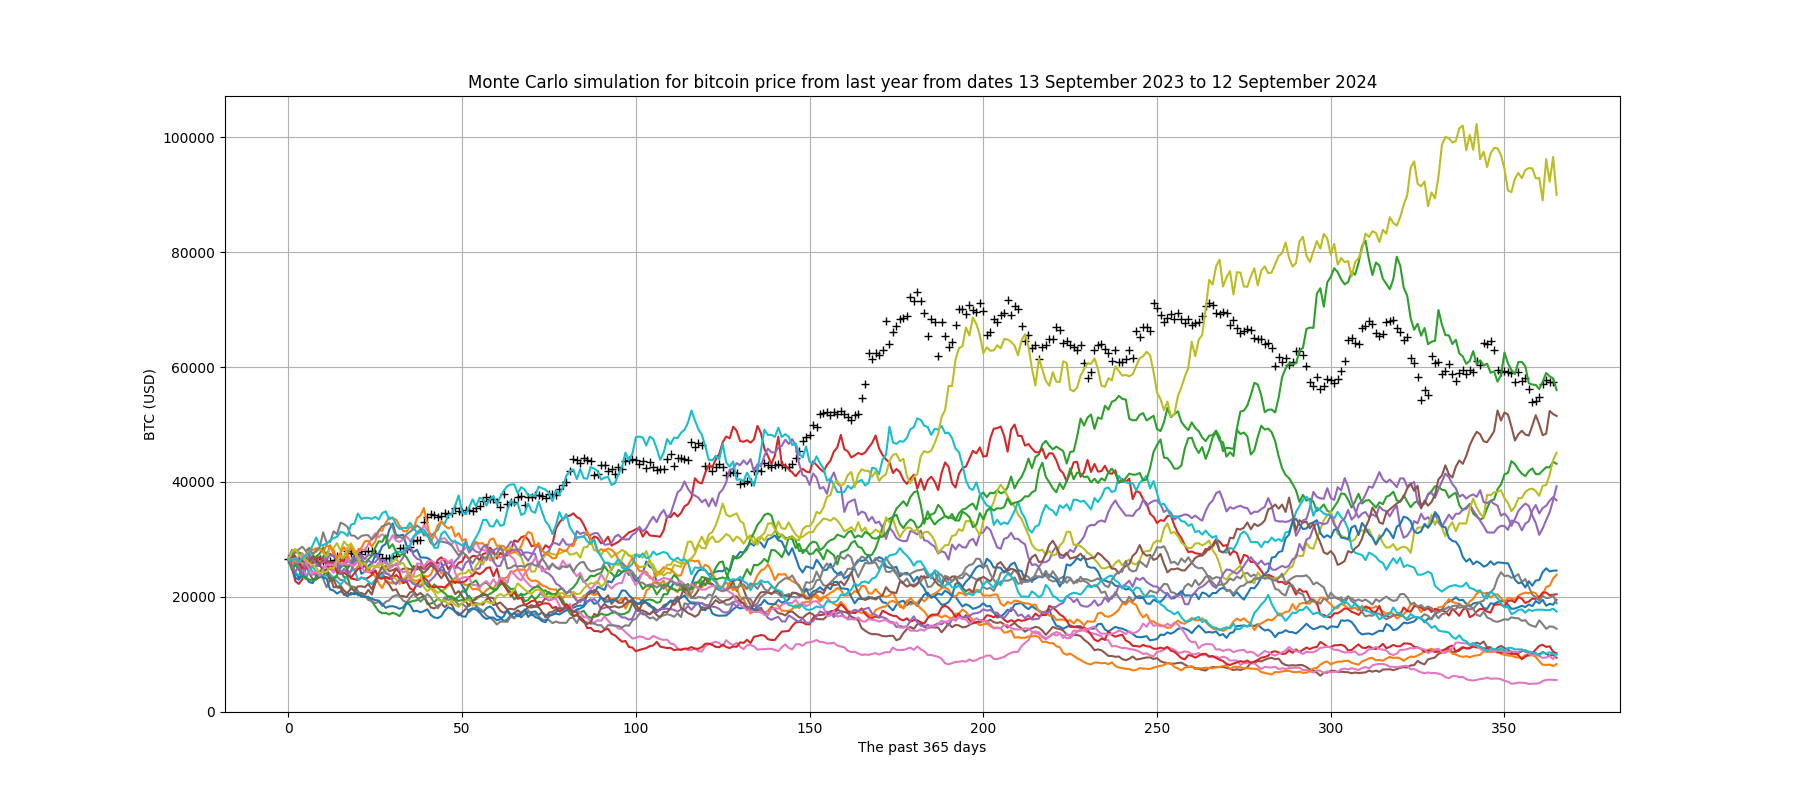 Monte Carlo simulation for bitcoin price from last year from dates 13 September 2023 to 12 September 2024
100000
80000
60000
40000
20000
0
BTC (USD)
0 50 100 150 200 250 300 350
The past 365 days